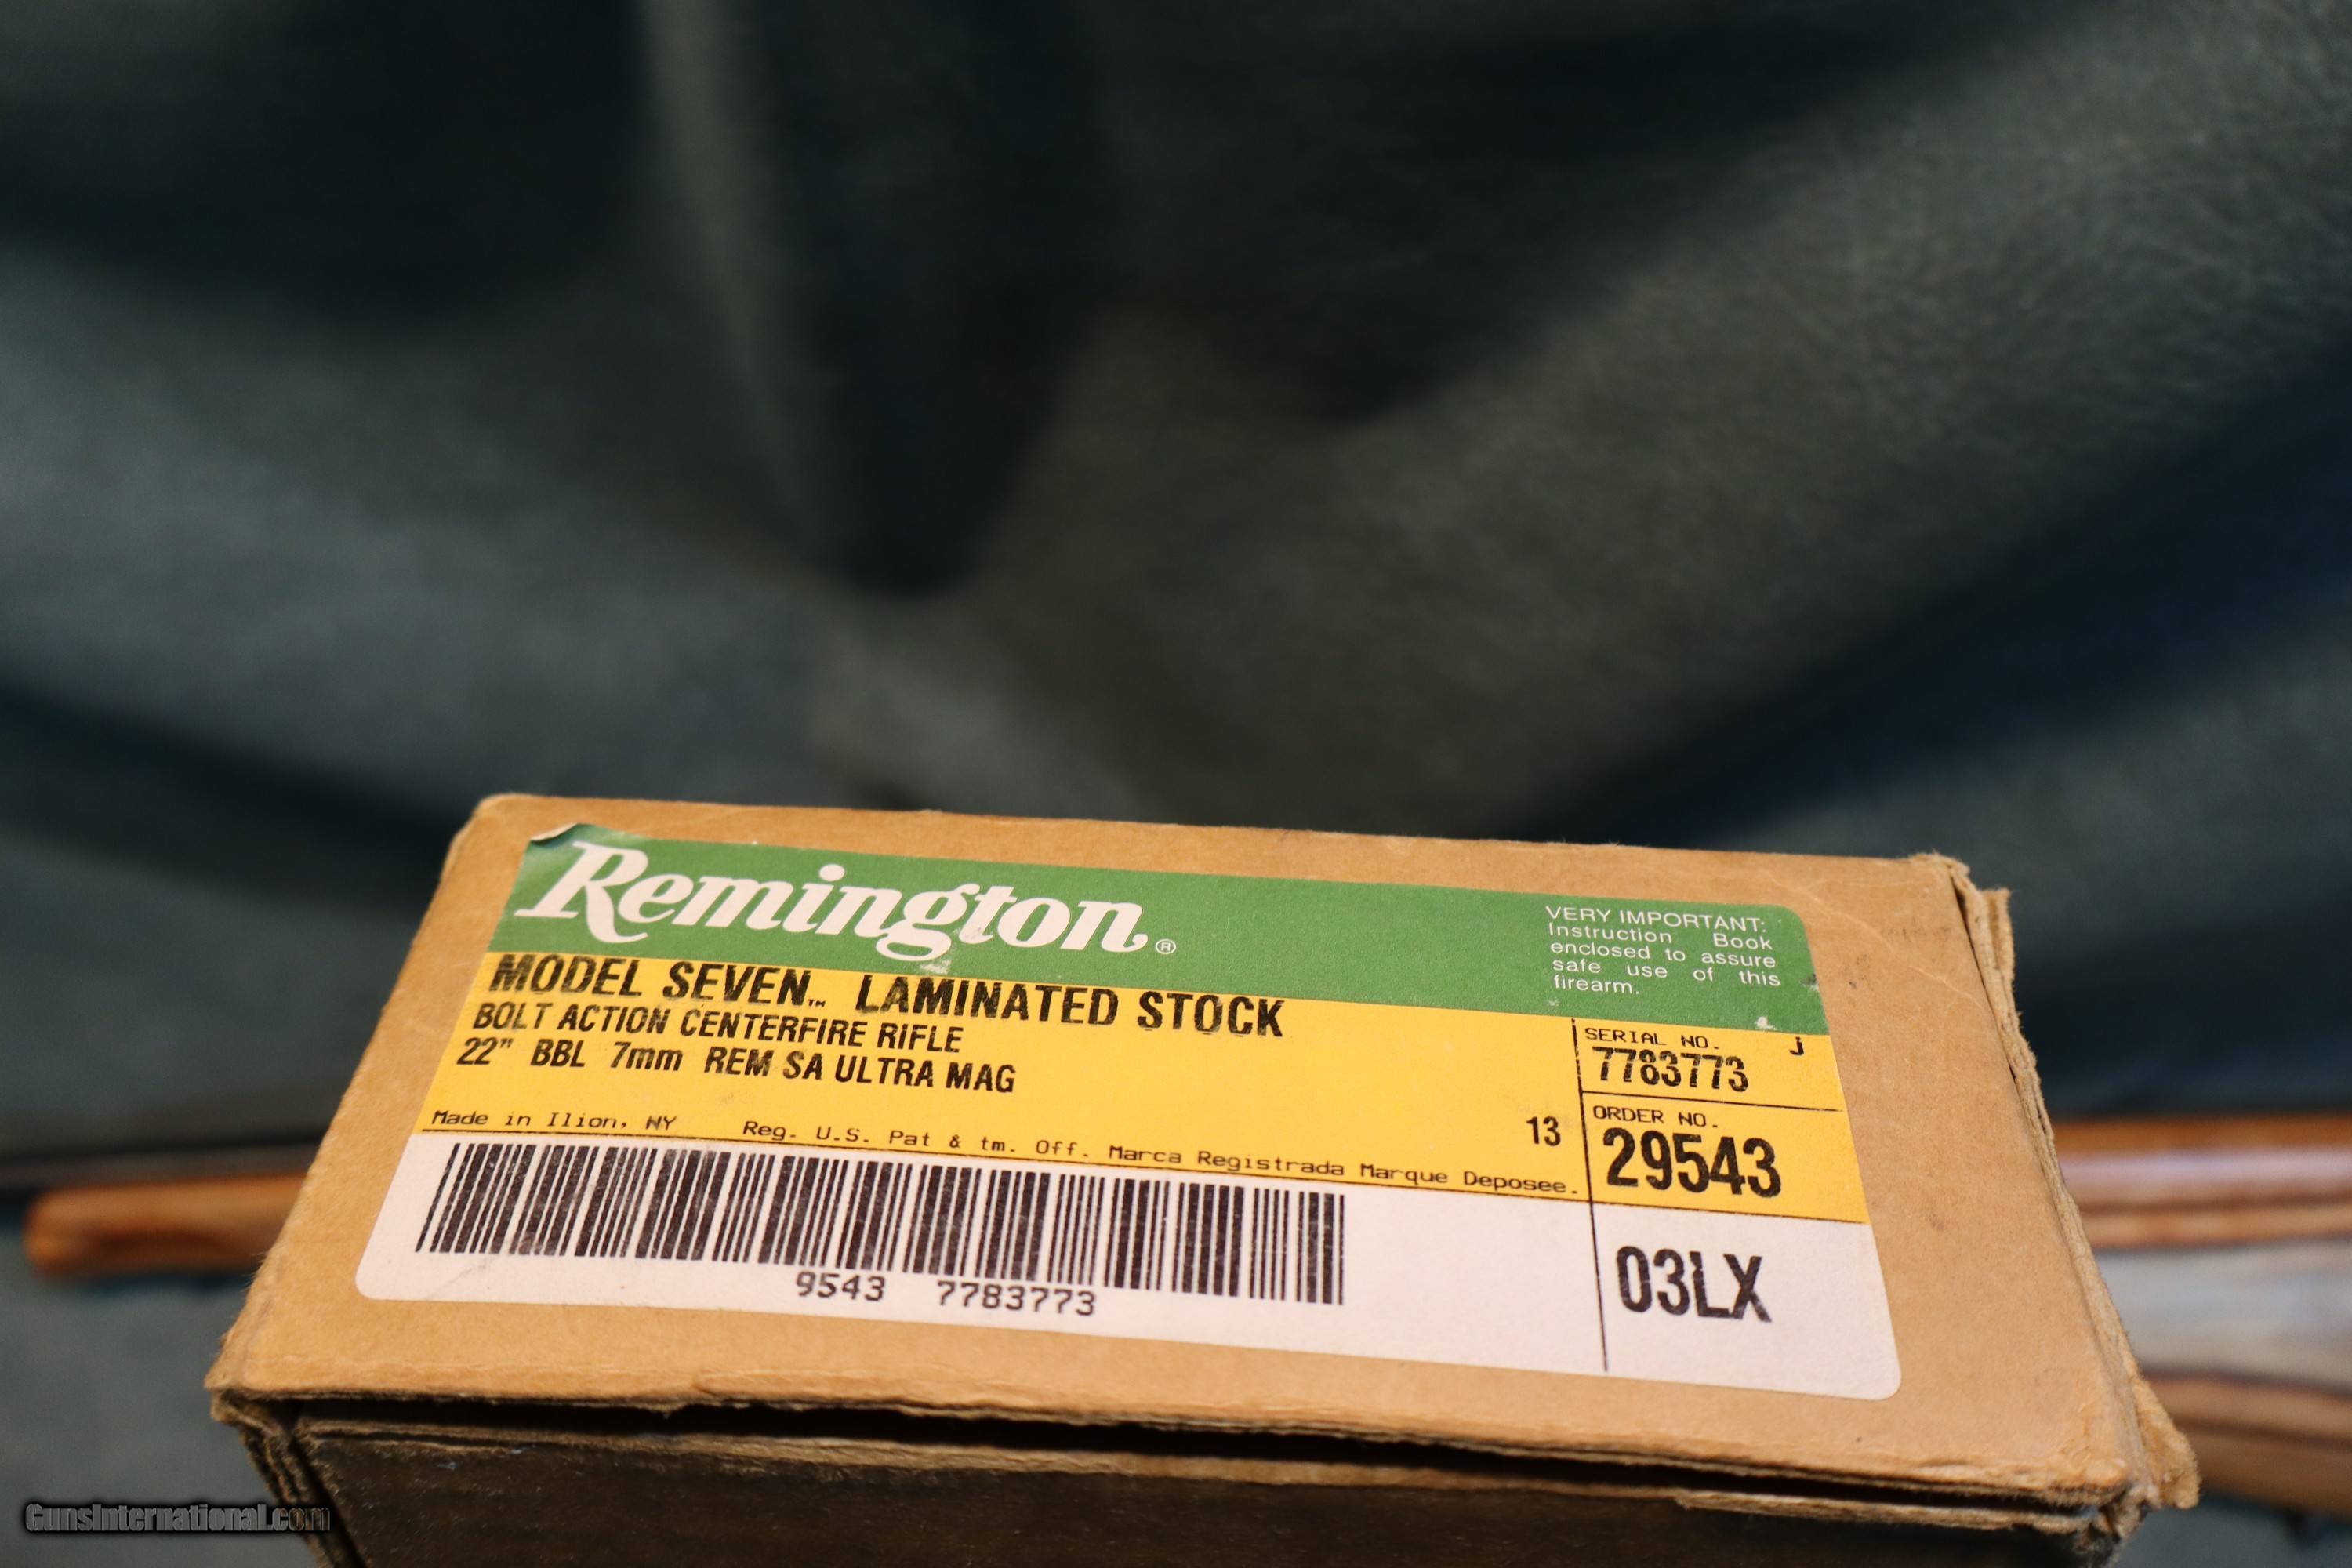 Remington®
VERY IMPORTANT:
Instruction Book
enclosed to assure
safe use of this
firearm.
MODEL SEVEN™ LAMINATED STOCK
BOLT ACTION CENTERFIRE RIFLE
22" BBL 7mm REM SA ULTRA MAG
SERIAL NO. j
7783773
Made in Ilion, NY Reg. U.S. Pat & tm. Off. Marca Registrada Marque Deposee.
13
ORDER NO.
29543
03LX
9543 7783773
GunsInternational.com